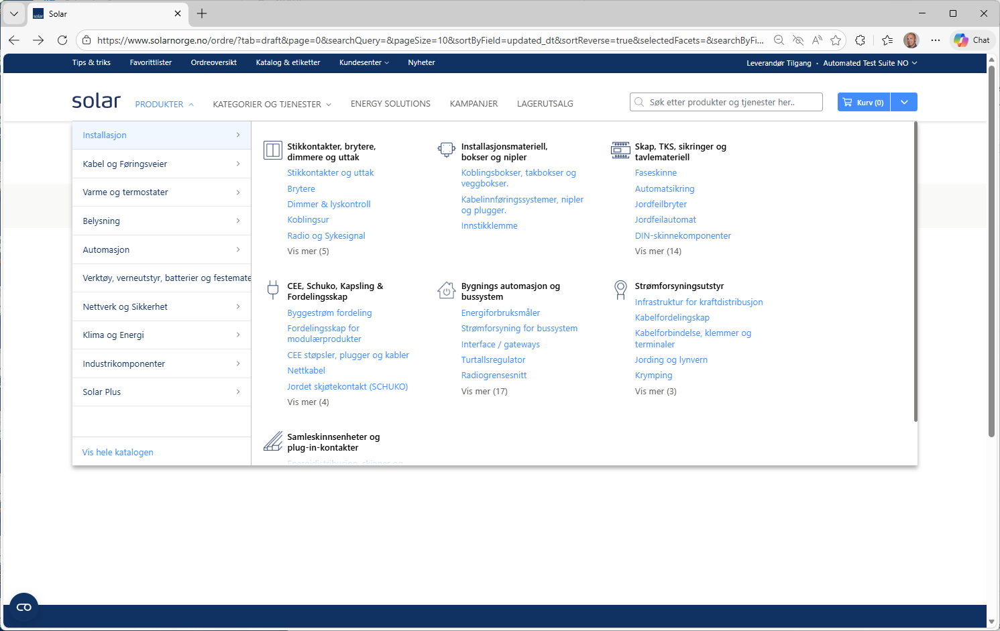 Solar
https://www.solarnorge.no/ordre/?tab=draft&page=0&searchQuery=&pageSize=10&sortByField=updated_dt&sortReverse=true&selectedFacets=&searchByFi...
Chat
Tips & triks
Favorittlister
Ordreoversikt
Katalog & etiketter
Kundesenter
Nyheter
Leverandør Tilgang
Automated Test Suite NO
solar
PRODUKTER
KATEGORIER OG TJENESTER
ENERGY SOLUTIONS
KAMPANJER
LAGERUTSALG
Søk etter produkter og tjenester her..
Kurv (0)
Installasjon
Kabel og Føringsveier
Varme og termostater
Belysning
Automasjon
Verktøy, verneutstyr, batterier og festemate
Nettverk og Sikkerhet
Klima og Energi
Industrikomponenter
Solar Plus
Vis hele katalogen
Stikkontakter, brytere,
dimmere og uttak
Stikkontakter og uttak
Brytere
Dimmer & lyskontroll
Koblingsur
Radio og Sykesignal
Vis mer (5)
Installasjonsmateriell,
bokser og nipler
Koblingsbokser, takbokser og
veggbokser.
Kabelinnføringssystemer, nipler
og plugger.
Innstikklemme
Skap, TKS, sikringer og
tavlemateriell
Faseskinne
Automatsikring
Jordfeilbryter
Jordfeilautomat
DIN-skinnekomponenter
Vis mer (14)
CEE, Schuko, Kapsling &
Fordelingsskap
Byggestrøm fordeling
Fordelingsskap for
modulærprodukter
CEE støpsler, plugger og kabler
Nettkabel
Jordet skjøtekontakt (SCHUKO)
Vis mer (4)
Bygnings automasjon og
bussystem
Energiforbruksmåler
Strømforsyning for bussystem
Interface / gateways
Turtallsregulator
Radiogrensesnitt
Vis mer (17)
Strømforsyningsutstyr
Infrastruktur for kraftdistribusjon
Kabelfordelingskap
Kabelforbindelse, klemmer og
terminaler
Jording og lynvern
Krymping
Vis mer (3)
Samleskinnsenheter og
plug-in-kontakter
Energidistribusjon, skinner og